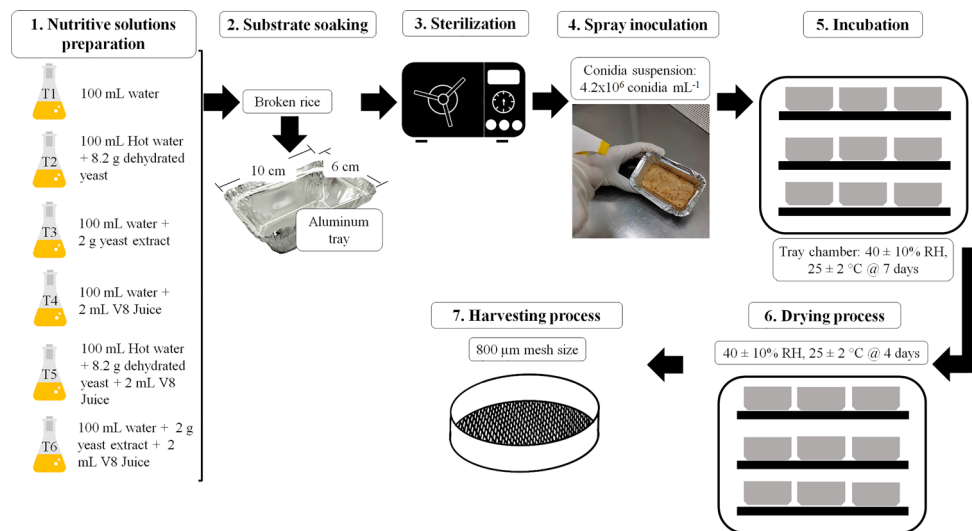 1. Nutritive solutions
preparation
T1
100 mL water
T2
100 mL Hot water
+ 8.2 g dehydrated
yeast
T3
100 mL water +
2 g yeast extract
T4
100 mL water +
2 mL V8 Juice
T5
100 mL Hot water
+ 8.2 g dehydrated
yeast + 2 mL V8
Juice
T6
100 mL water + 2 g
yeast extract + 2
mL V8 Juice
2. Substrate soaking
Broken rice
10 cm
6 cm
Aluminum
tray
3. Sterilization
4. Spray inoculation
Conidia suspension:
4.2x10⁶ conidia mL⁻¹
5. Incubation
Tray chamber: 40 ± 10% RH,
25 ± 2 °C @ 7 days
6. Drying process
40 ± 10% RH, 25 ± 2 °C @ 4 days
7. Harvesting process
800 µm mesh size